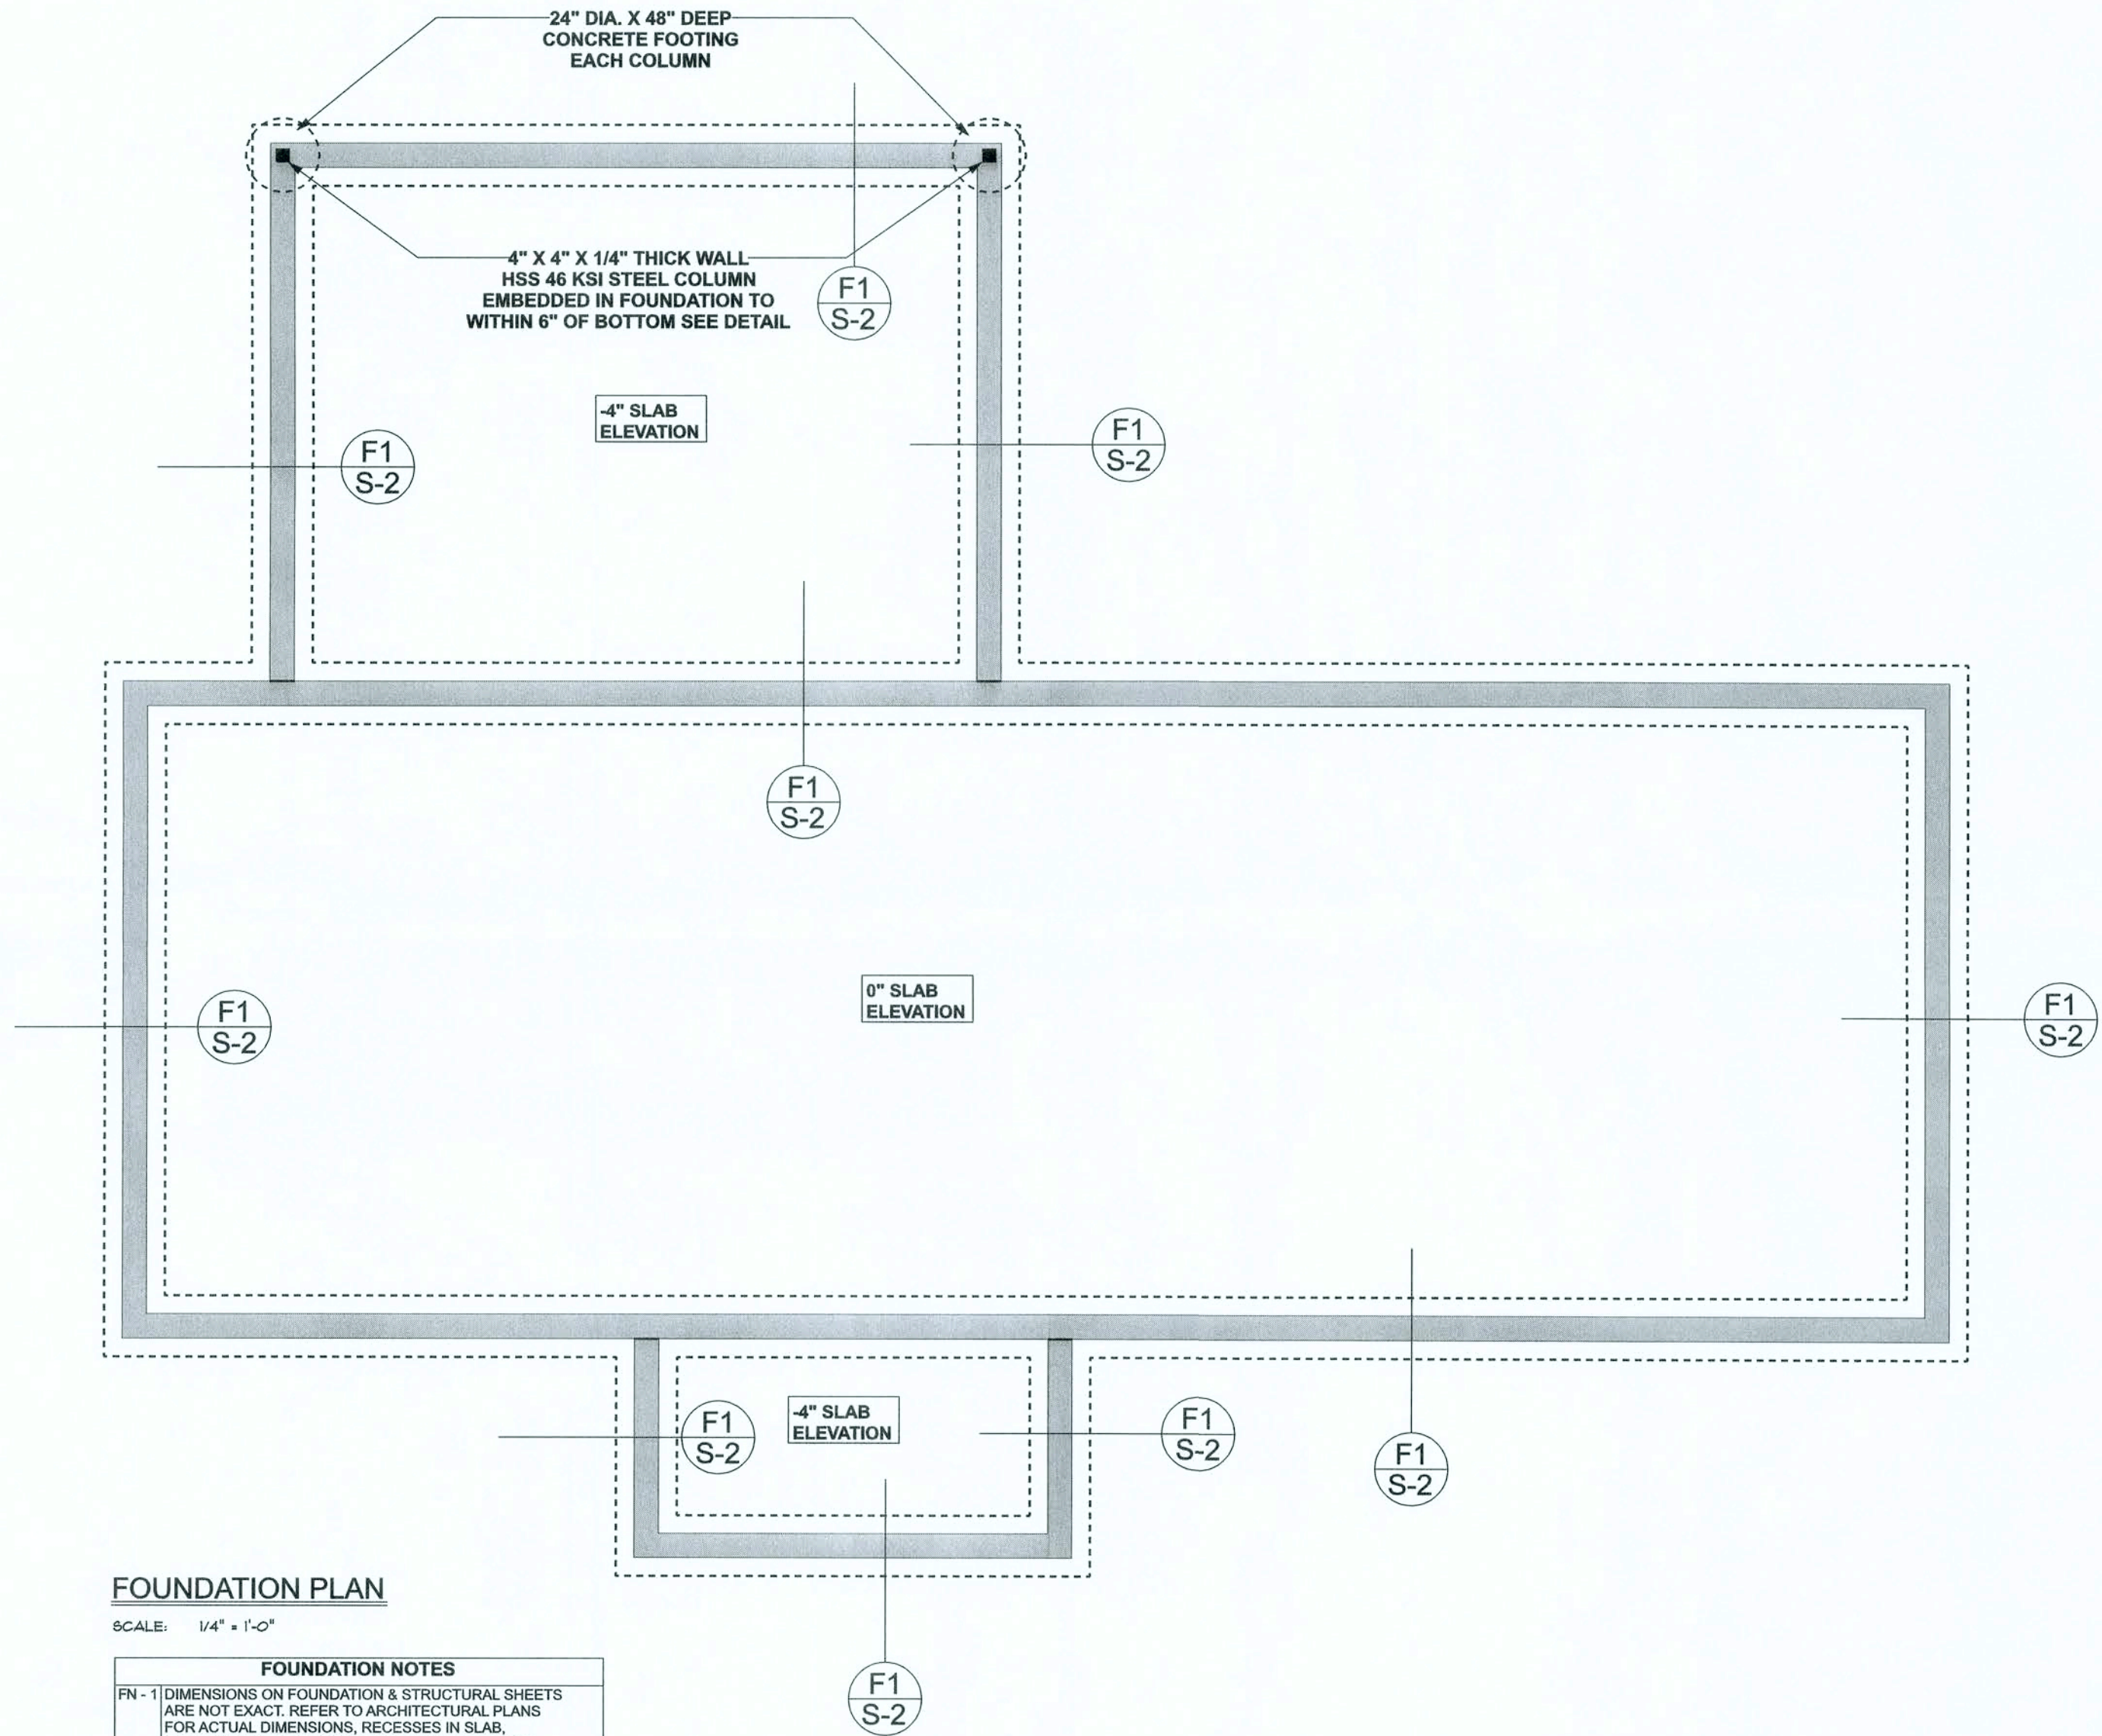 24" DIA. X 48" DEEP
CONCRETE FOOTING
EACH COLUMN
4" X 4" X 1/4" THICK WALL
HSS 46 KSI STEEL COLUMN
EMBEDDED IN FOUNDATION TO
WITHIN 6" OF BOTTOM SEE DETAIL
F1
S-2
-4" SLAB
ELEVATION
F1
S-2
F1
S-2
F1
S-2
0" SLAB
ELEVATION
F1
S-2
F1
S-2
-4" SLAB
ELEVATION
F1
S-2
F1
S-2
F1
S-2
F1
S-2
FOUNDATION PLAN
SCALE: 1/4" = 1'-0"
FOUNDATION NOTES
FN - 1 DIMENSIONS ON FOUNDATION & STRUCTURAL SHEETS
ARE NOT EXACT. REFER TO ARCHITECTURAL PLANS
FOR ACTUAL DIMENSIONS, RECESSES IN SLAB,